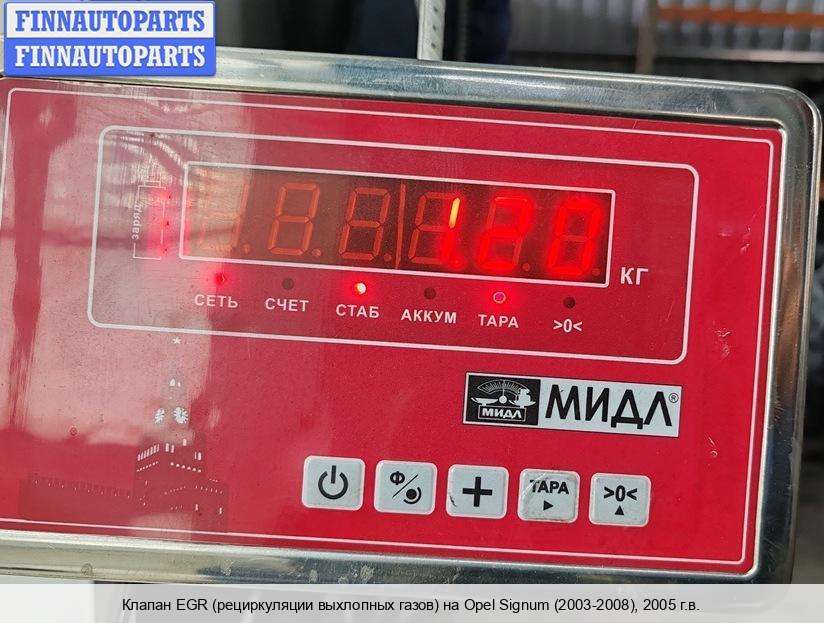 FINNAUTOPARTS
FINNAUTOPARTS
заряд
1.20
КГ
СЕТЬ СЧЕТ СТАБ АККУМ ТАРА >0<
МИДЛ МИДЛ®
Ф ТАРА >0<
Клапан EGR (рециркуляции выхлопных газов) на Opel Signum (2003-2008), 2005 г.в.